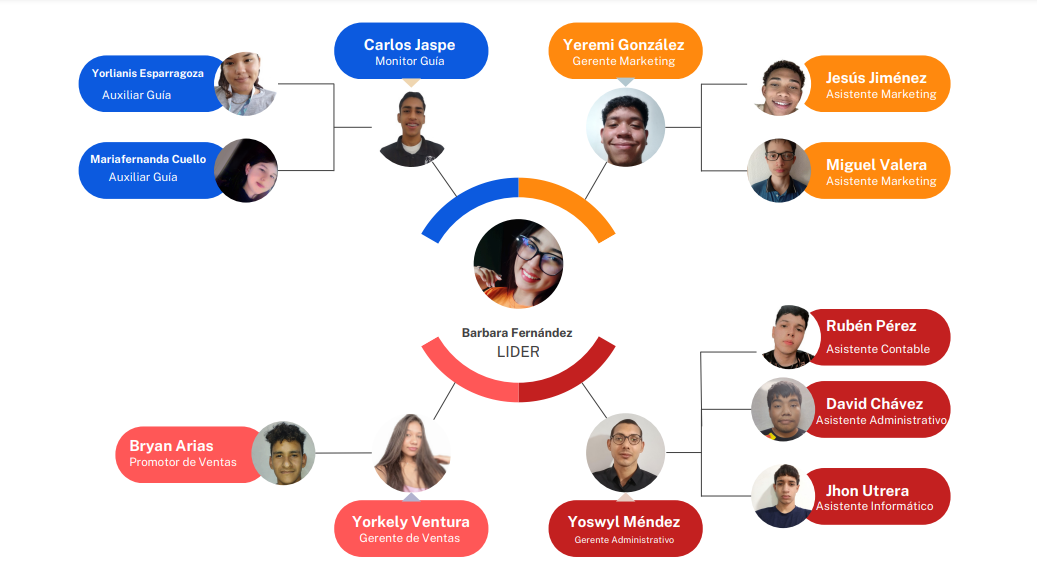 Carlos Jaspe
Monitor Guía
Yeremi González
Gerente Marketing
Yorlianis Esparragoza
Auxiliar Guía
Jesús Jiménez
Asistente Marketing
Mariafernanda Cuello
Auxiliar Guía
Miguel Valera
Asistente Marketing
Barbara Fernández
LIDER
Rubén Pérez
Asistente Contable
David Chávez
Asistente Administrativo
Bryan Arias
Promotor de Ventas
Jhon Utrera
Asistente Informático
Yorkely Ventura
Gerente de Ventas
Yoswyl Méndez
Gerente Administrativo